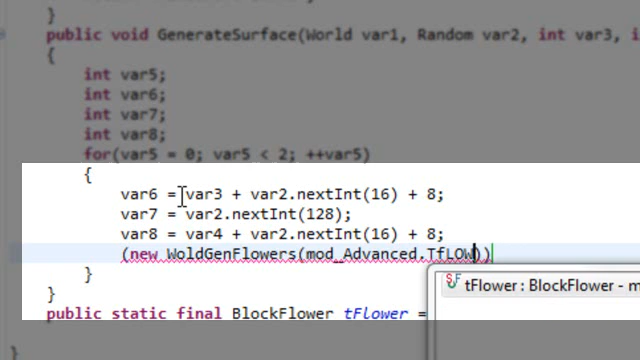 }
public void GenerateSurface(World var1, Random var2, int var3, i
{
int var5;
int var6;
int var7;
int var8;
for(var5 = 0; var5 < 2; ++var5)
{
var6 = var3 + var2.nextInt(16) + 8;
var7 = var2.nextInt(128);
var8 = var4 + var2.nextInt(16) + 8;
(new WoldGenFlowers(mod_Advanced.TfLOW))
}
}
tFlower : BlockFlower - m
public static final BlockFlower tFlower =
}